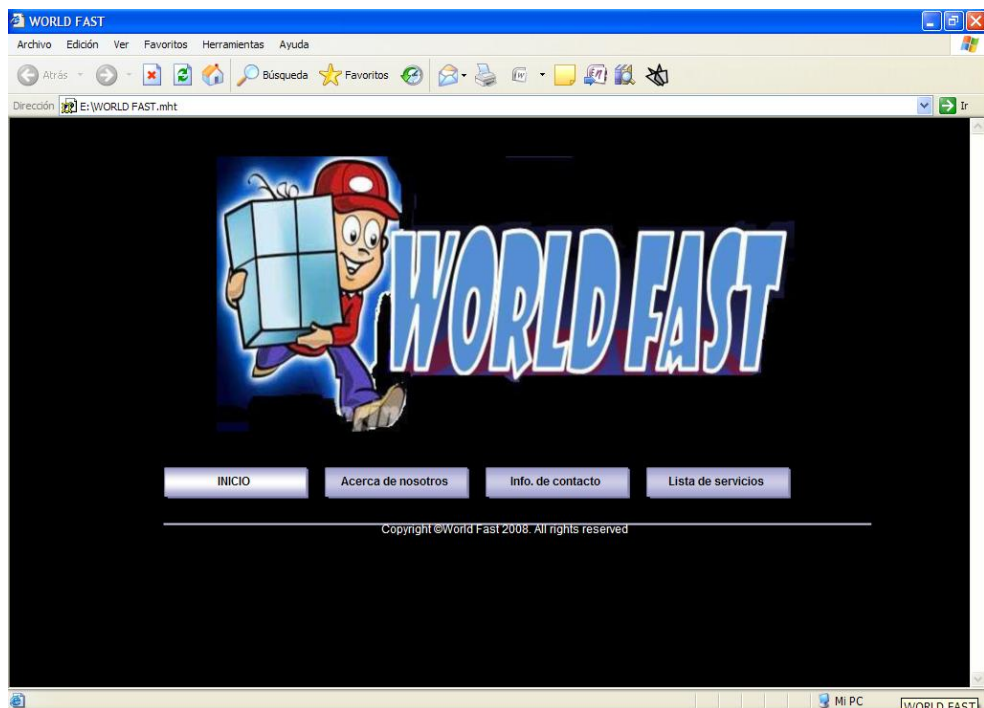 WORLD FAST
Archivo Edición Ver Favoritos Herramientas Ayuda
Atrás Búsqueda Favoritos
Dirección E:\WORLD FAST.mht Ir
WORLD FAST
INICIO Acerca de nosotros Info. de contacto Lista de servicios
Copyright ©World Fast 2008. All rights reserved
Mi PC WORLD FAST